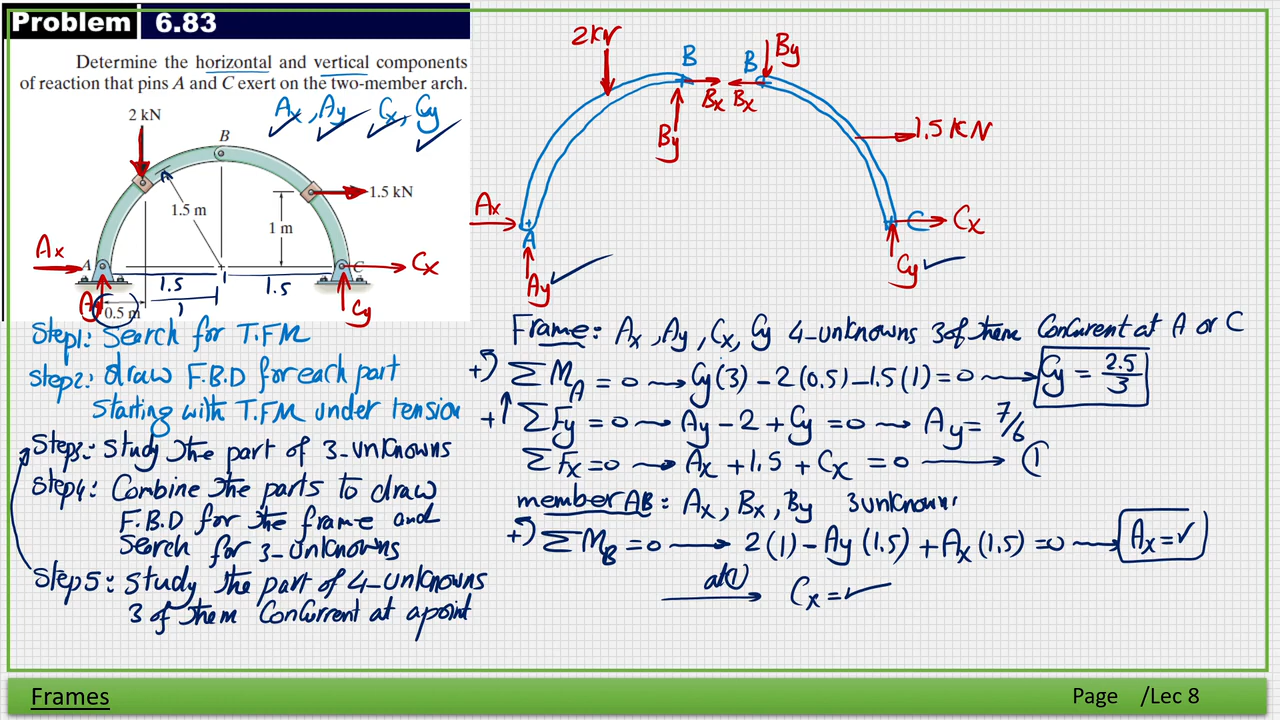 Problem 6.83
Determine the horizontal and vertical components
of reaction that pins A and C exert on the two-member arch.
Ax, Ay Cx, Cy
2 kN
B
1.5 kN
1.5 m
1 m
Ax
A
C
Cx
1.5
1.5
1
Ay
0.5 m
Cy
2KN
B
B
By
Bx
Bx
By
1.5KN
Ax
A
Ay
C
Cx
Cy
Step1: Search for T.F.M
Step2: draw F.B.D for each part
Starting with T.FM under tension
Step3: Study the part of 3-unknowns
Step4: Combine the parts to draw
F.B.D for the frame and
Search for 3-unknowns
Step5: Study the part of 4-unknowns
3 of them Concurrent at a point
Frame: Ax, Ay, Cx, Cy 4-unknowns 3 of them Concurent at A or C
+↺ ΣM_A = 0 → Cy(3) - 2(0.5) - 1.5(1) = 0 → Cy = 2.5/3
+↑ ΣFy = 0 → Ay - 2 + Cy = 0 → Ay = 7/6
ΣFx = 0 → Ax + 1.5 + Cx = 0 → (1
member AB: Ax, Bx, By 3unknowns
+↺ ΣM_B = 0 → 2(1) - Ay(1.5) + Ax(1.5) = 0 → Ax = ✓
at(1) → Cx = ✓
Frames
Page /Lec 8